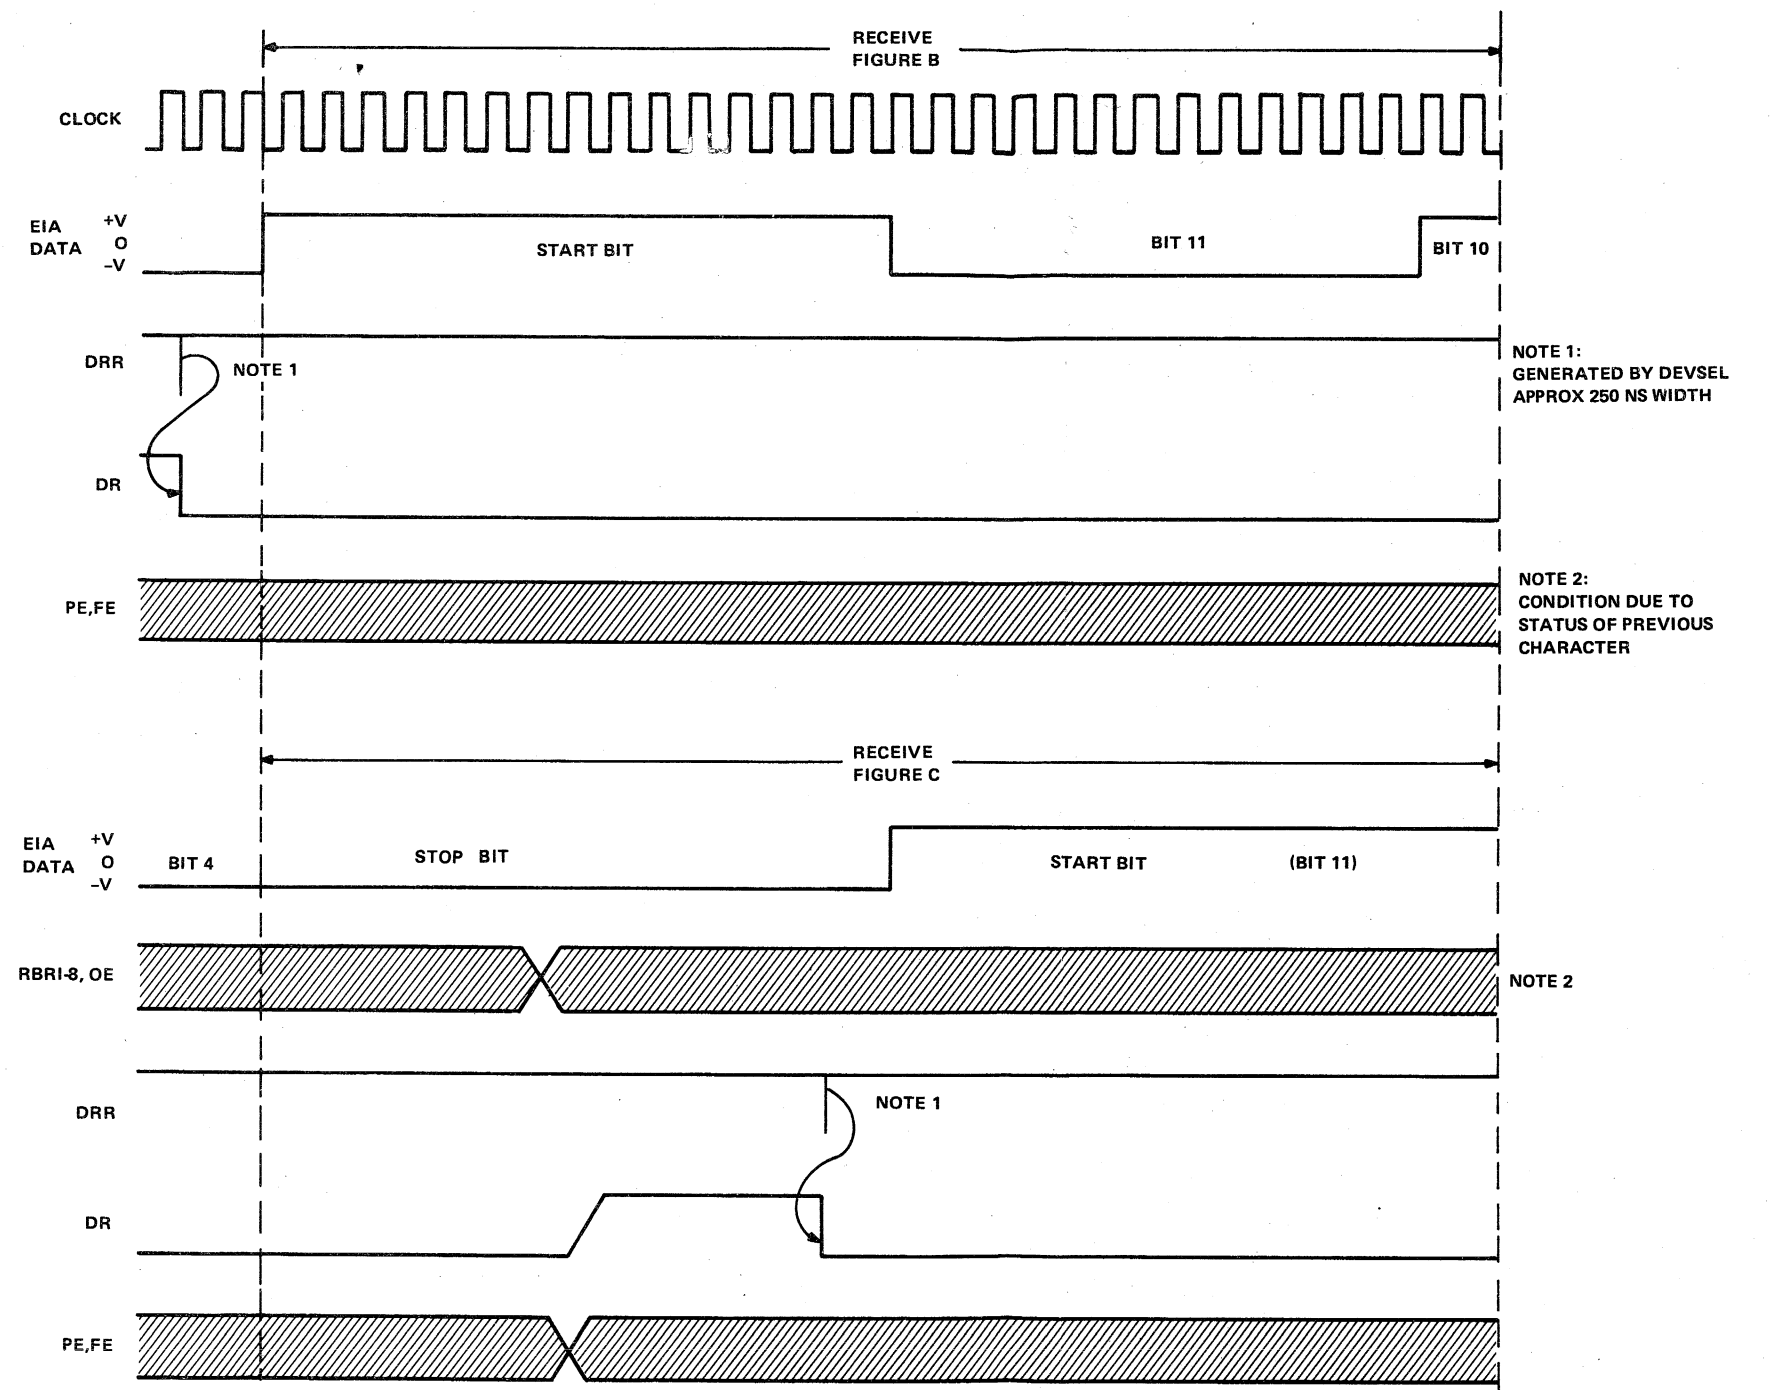 RECEIVE
FIGURE B
CLOCK
EIA +V
DATA 0
–V
START BIT
BIT 11
BIT 10
DRR
NOTE 1
NOTE 1:
GENERATED BY DEVSEL
APPROX 250 NS WIDTH
DR
PE,FE
NOTE 2:
CONDITION DUE TO
STATUS OF PREVIOUS
CHARACTER
RECEIVE
FIGURE C
EIA +V
DATA 0
–V
BIT 4
STOP BIT
START BIT
(BIT 11)
RBRI-8, OE
NOTE 2
DRR
NOTE 1
DR
PE,FE